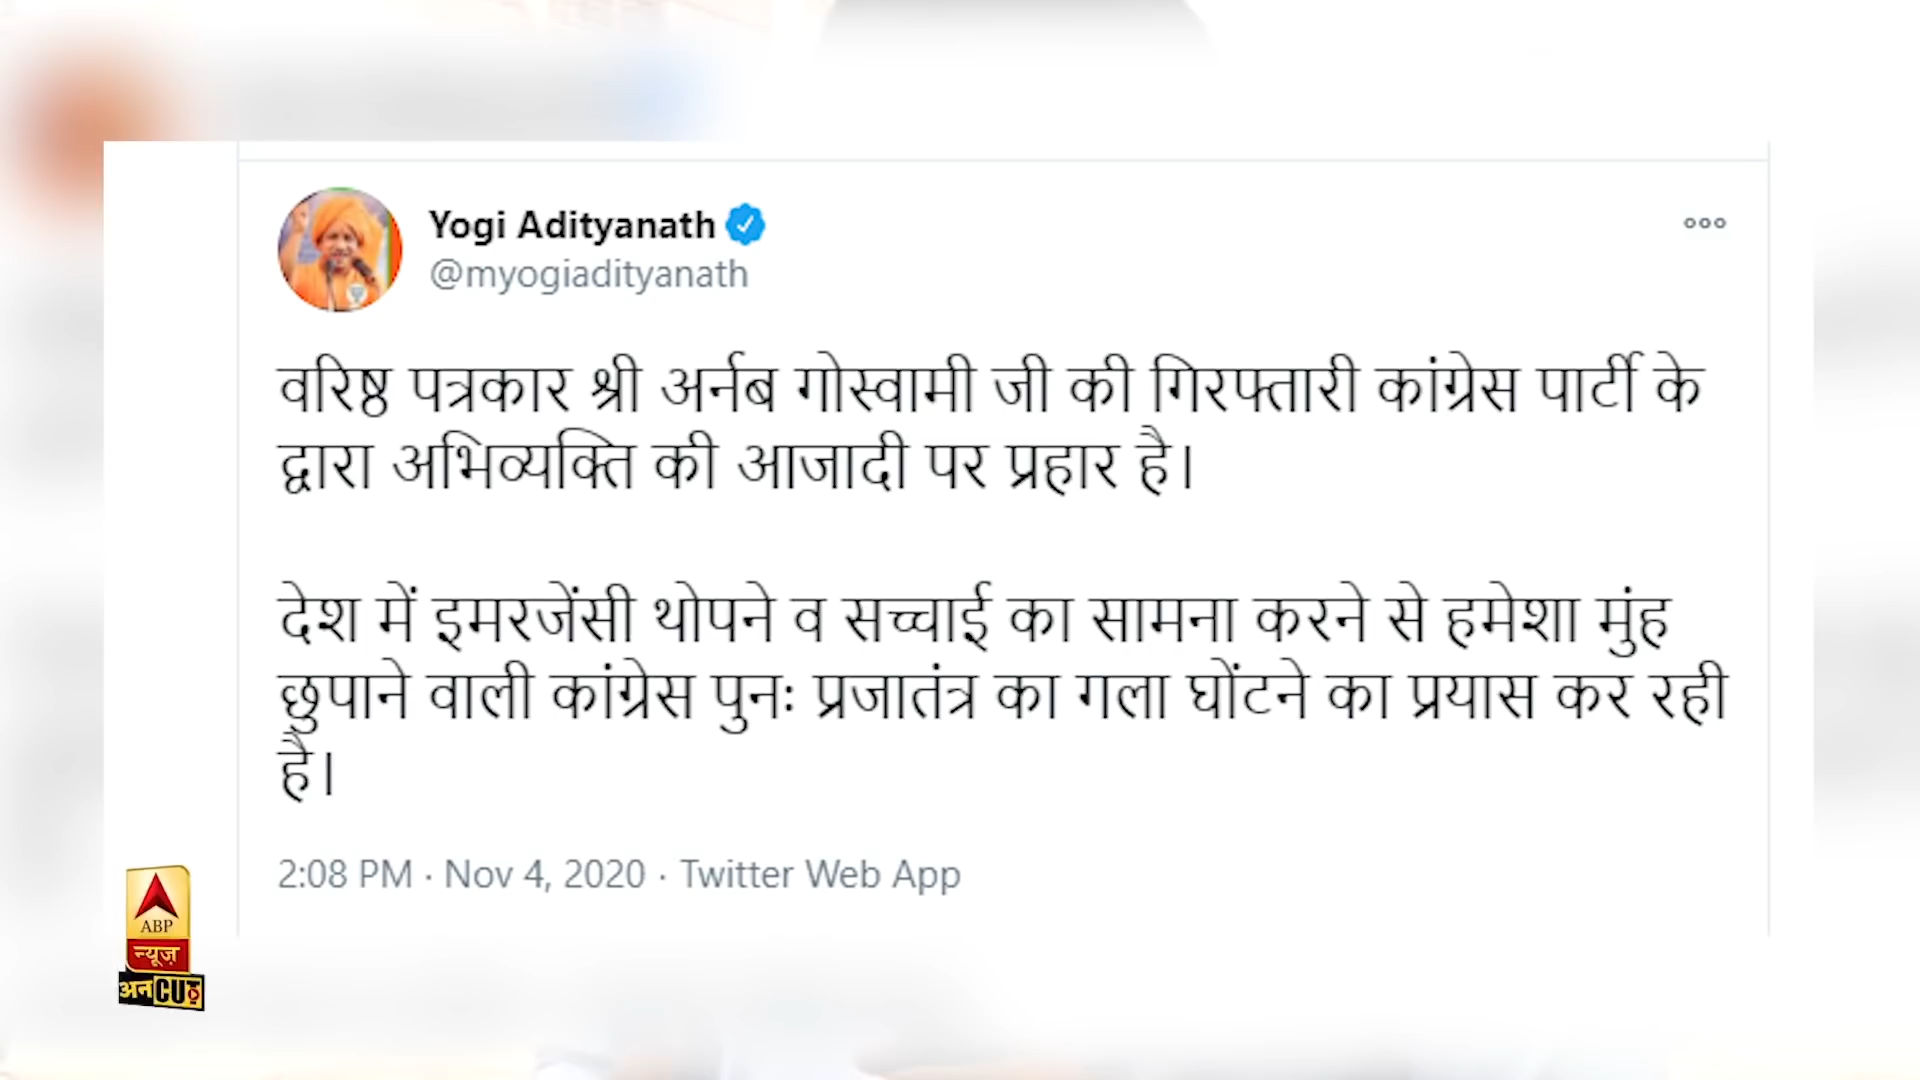 Yogi Adityanath
@myogiadityanath
वरिष्ठ पत्रकार श्री अर्नब गोस्वामी जी की गिरफ्तारी कांग्रेस पार्टी के
द्वारा अभिव्यक्ति की आजादी पर प्रहार है।
देश में इमरजेंसी थोपने व सच्चाई का सामना करने से हमेशा मुंह
छुपाने वाली कांग्रेस पुनः प्रजातंत्र का गला घोंटने का प्रयास कर रही
है।
2:08 PM · Nov 4, 2020 · Twitter Web App
ABP
न्यूज़
अनCUट